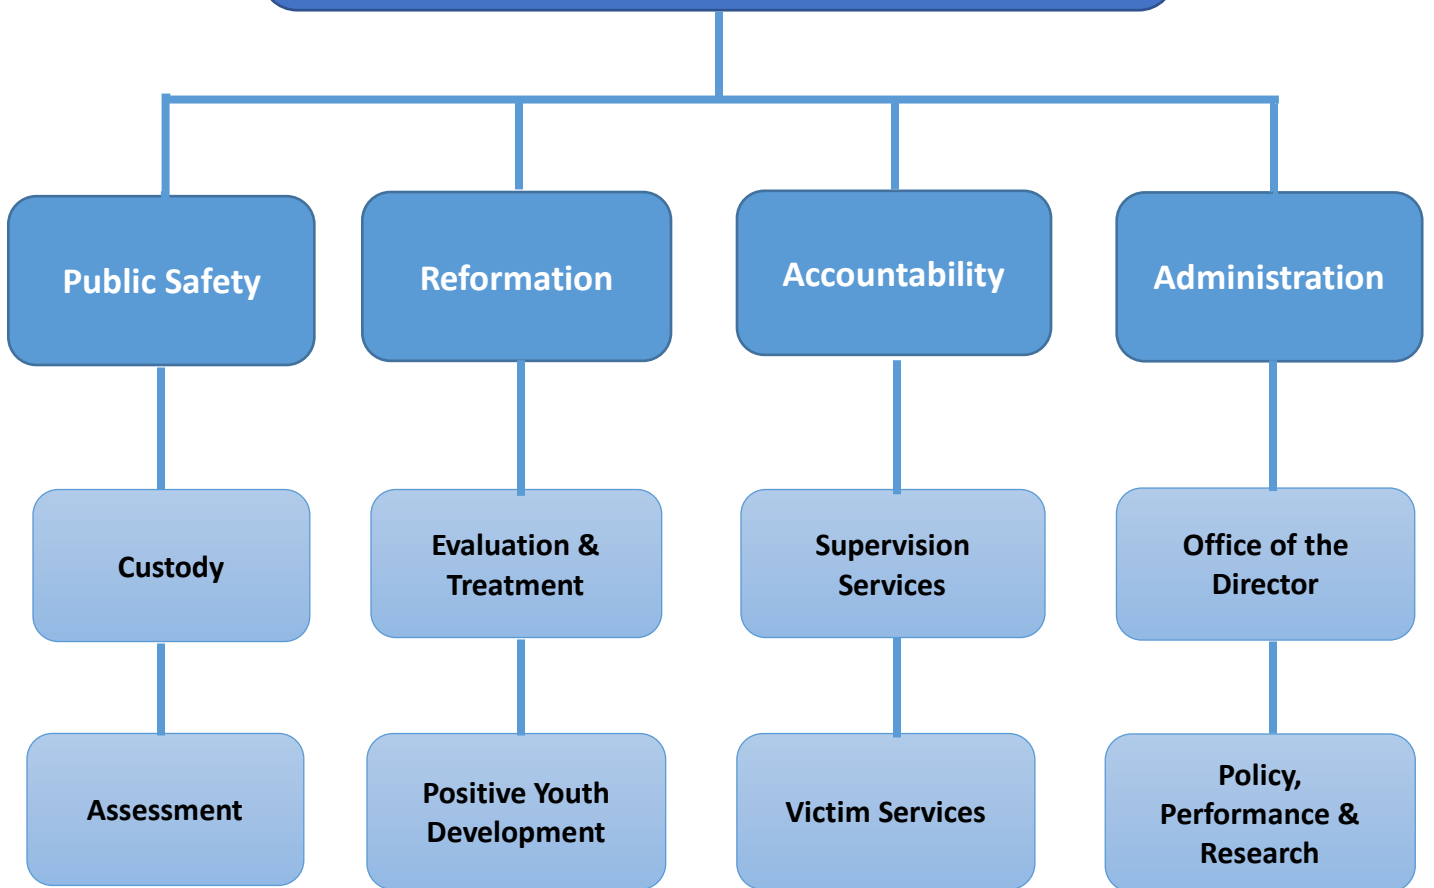 Public Safety
Reformation
Accountability
Administration
Custody
Evaluation &
Treatment
Supervision
Services
Office of the
Director
Assessment
Positive Youth
Development
Victim Services
Policy,
Performance &
Research